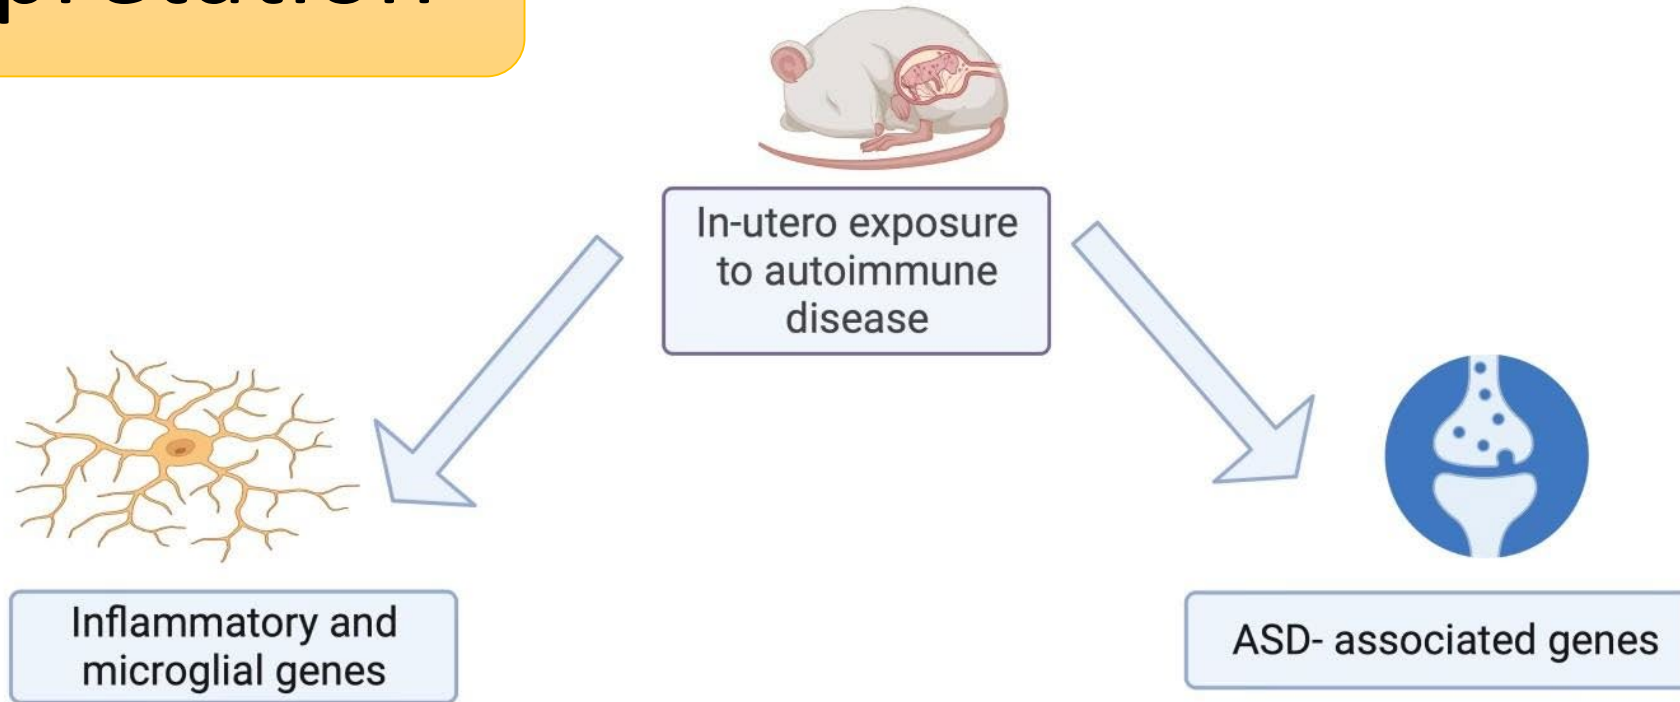 In-utero exposure
to autoimmune
disease
Inflammatory and
microglial genes
ASD- associated genes